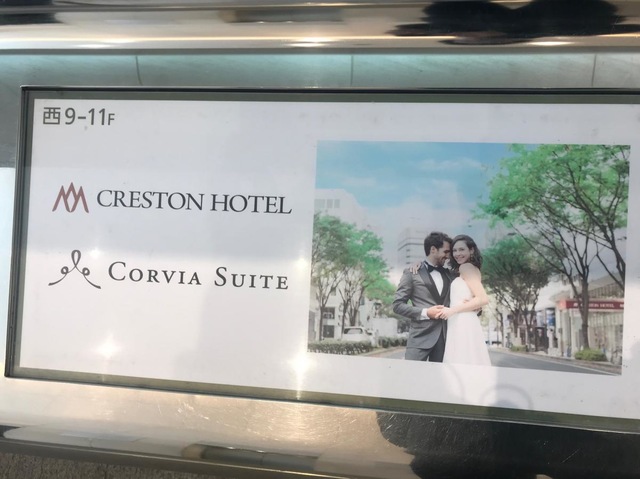 西9-11F
CRESTON HOTEL
CORVIA SUITE